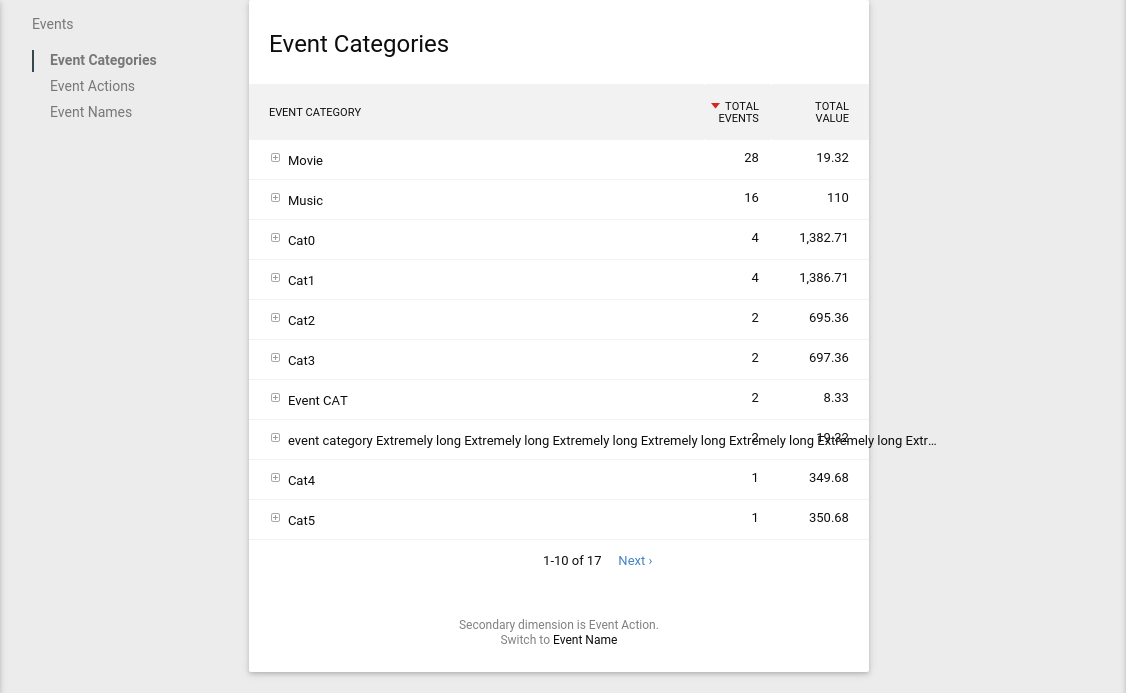 Events
Event Categories
Event Actions
Event Names
Event Categories
EVENT CATEGORY TOTAL EVENTS TOTAL VALUE
Movie 28 19.32
Music 16 110
Cat0 4 1,382.71
Cat1 4 1,386.71
Cat2 2 695.36
Cat3 2 697.36
Event CAT 2 8.33
event category Extremely long Extremely long Extremely long Extremely long Extremely long Extremely long Extr... 2 19.32
Cat4 1 349.68
Cat5 1 350.68
1-10 of 17 Next ›
Secondary dimension is Event Action.
Switch to Event Name